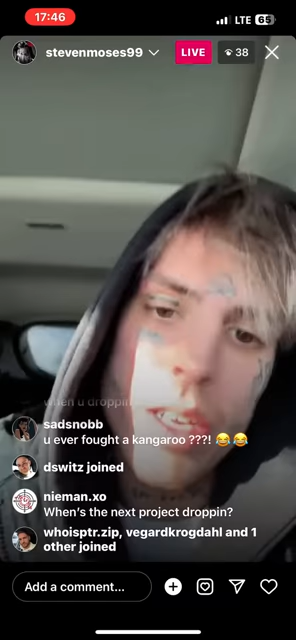 17:46
LTE 65
stevenmoses99
LIVE
38
when u droppin
sadsnobb
u ever fought a kangaroo ???! 😂😂
dswitz joined
nieman.xo
When's the next project droppin?
whoisptr.zip, vegardkrogdahl and 1
other joined
Add a comment...